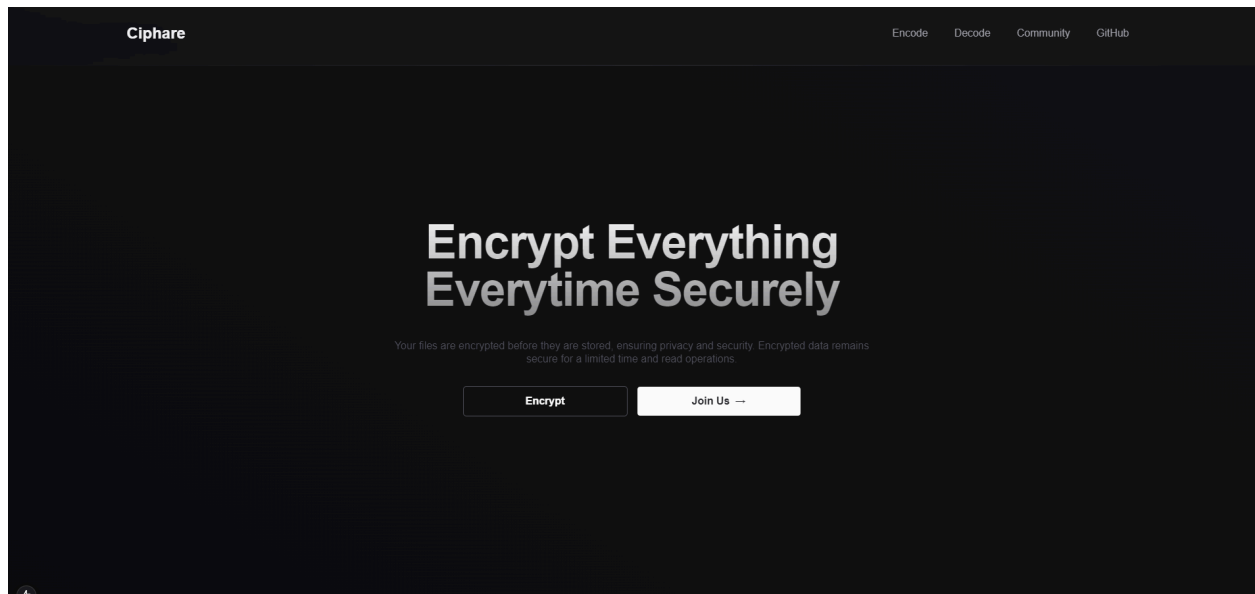 Ciphare
Encode Decode Community GitHub
Encrypt Everything
Everytime Securely
Your files are encrypted before they are stored, ensuring privacy and security. Encrypted data remains
secure for a limited time and read operations.
Encrypt
Join Us →